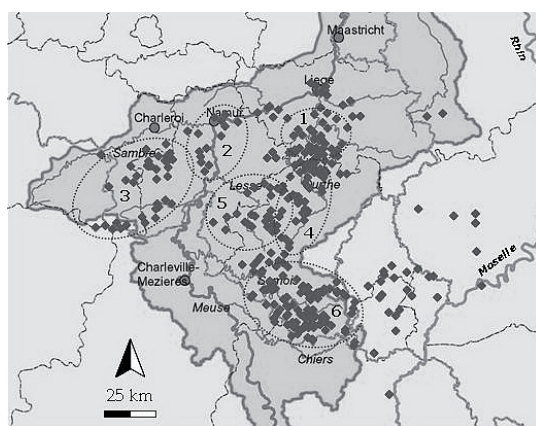 Maastricht
Rhin
Liege
Namur
Charleroi
1
2
Sambre
3
Lesse
Ourthe
5
4
Moselle
Charleville-
Mezieres
Semois
Meuse
6
Chiers
25 km